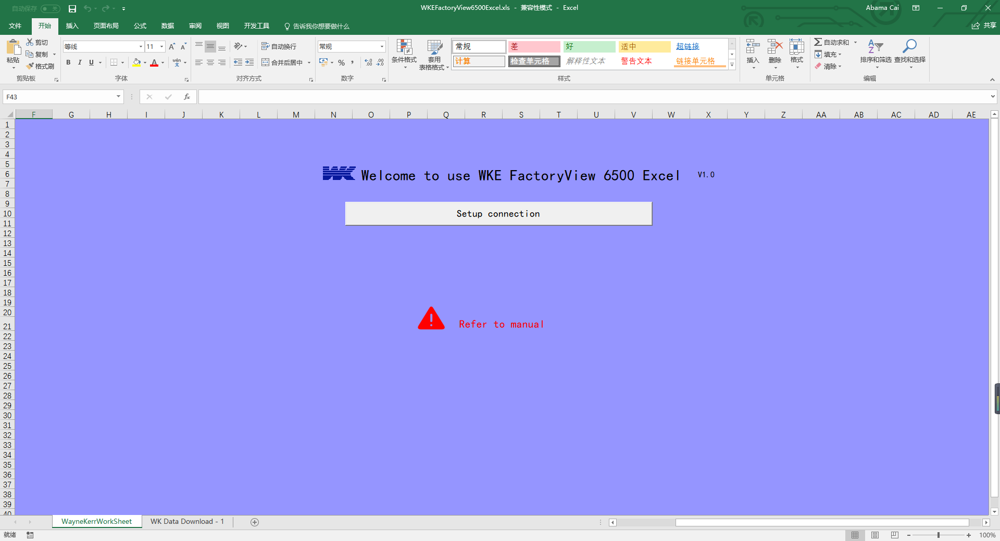 自动保存 关 WKEFactoryView6500Excel.xls - 兼容性模式 - Excel Abama Cai
文件 开始 插入 页面布局 公式 数据 审阅 视图 开发工具 告诉我你想要做什么 共享
粘贴 剪切 复制 格式刷 剪贴板
等线 11 B I U A wén 文 字体
自动换行 合并后居中 对齐方式
常规 % 数字
条件格式 套用 表格格式
常规 差 好 适中 超链接
计算 检查单元格 解释性文本 警告文本 链接单元格
样式
插入 删除 格式 单元格
自动求和 填充 清除 排序和筛选 查找和选择 编辑
F43 fx
F G H I J K L M N O P Q R S T U V W X Y Z AA AB AC AD AE
1
2
3
4
5
6
7
8
9
10
11
12
13
14
15
16
17
18
19
20
21
22
23
24
25
26
27
28
29
30
31
32
33
34
35
36
37
38
39
40
WK Welcome to use WKE FactoryView 6500 Excel V1.0
Setup connection
Refer to manual
WayneKerrWorkSheet WK Data Download - 1
就绪 100%